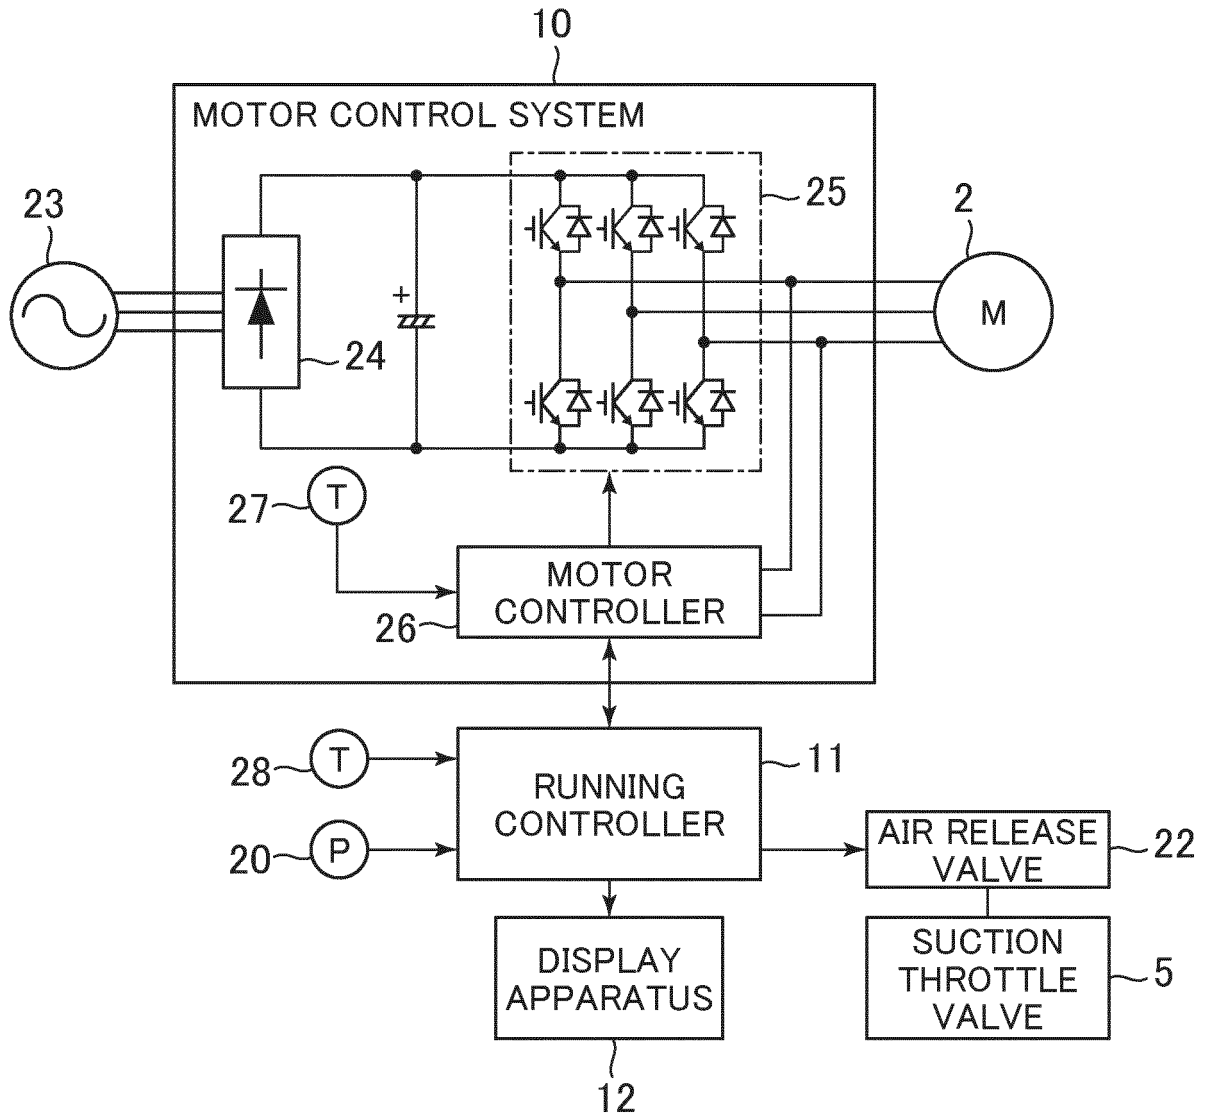 10
MOTOR CONTROL SYSTEM
23
25
2
+
M
24
27
T
MOTOR
CONTROLLER
26
28
T
11
RUNNING
CONTROLLER
20
P
AIR RELEASE
VALVE
22
DISPLAY
APPARATUS
SUCTION
THROTTLE
VALVE
5
12